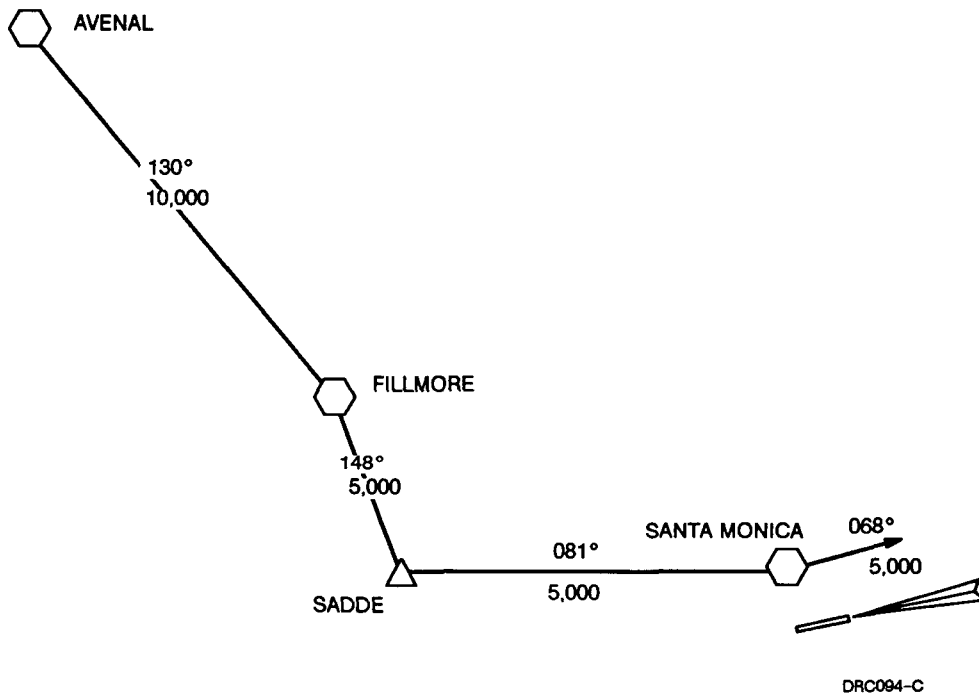 AVENAL
130°
10,000
FILLMORE
148°
5,000
SANTA MONICA
068°
081°
5,000
5,000
SADDE
DRC094-C